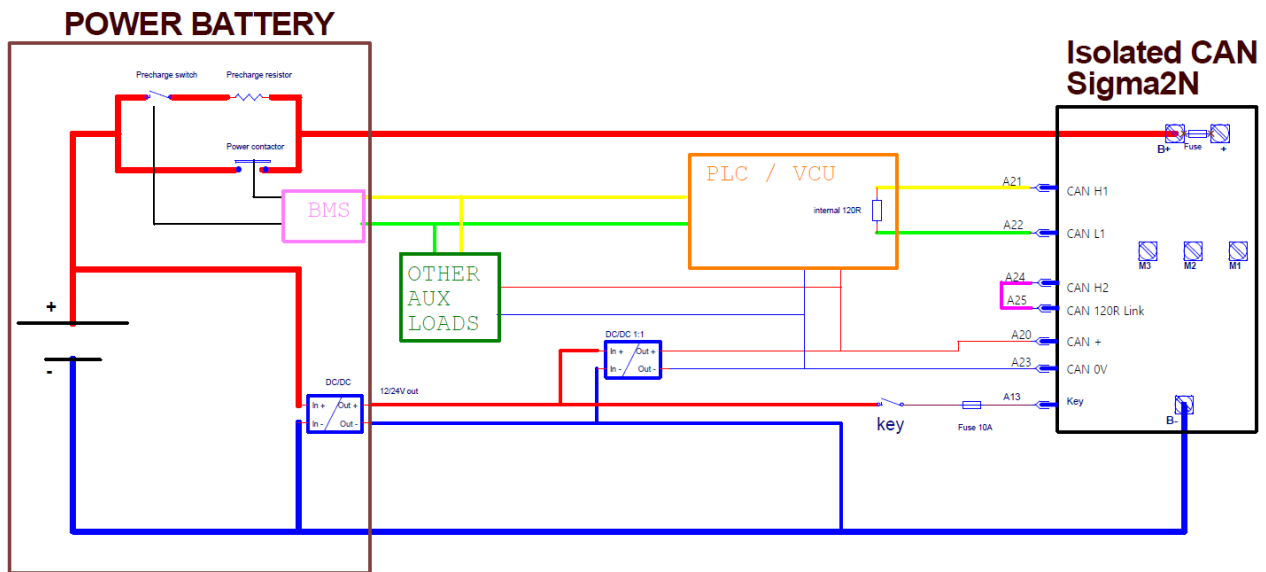 POWER BATTERY
Isolated CAN
Sigma2N
Precharge switch
Precharge resistor
Power contactor
BMS
PLC / VCU
internal 120R
OTHER
AUX
LOADS
B+
Fuse
+
A21
CAN H1
A22
CAN L1
M3
M2
M1
A24
CAN H2
A25
CAN 120R Link
A20
CAN +
A23
CAN 0V
A13
Key
B-
DC/DC 1:1
In +
Out +
In -
Out -
+
-
DC/DC
12/24V out
In +
Out +
In -
Out -
key
Fuse 10A